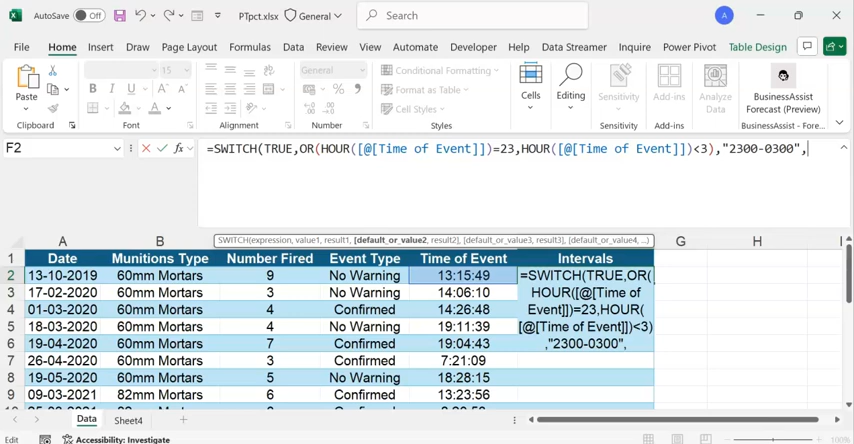 AutoSave Off PTpct.xlsx General Search A
File Home Insert Draw Page Layout Formulas Data Review View Automate Developer Help Data Streamer Inquire Power Pivot Table Design
Paste
Clipboard
15
B I U A A
A
Font
Alignment
General
% ,
Number
Conditional Formatting
Format as Table
Cell Styles
Styles
Cells
Editing
Sensitivity
Sensitivity
Add-ins
Add-ins
Analyze
Data
BusinessAssist
Forecast (Preview)
BusinessAssist - Fore...
F2 fx =SWITCH(TRUE,OR(HOUR([@[Time of Event]])=23,HOUR([@[Time of Event]])<3),"2300-0300",
SWITCH(expression, value1, result1, [default_or_value2, result2], [default_or_value3, result3], [default_or_value4, ...)
A B G H
1 Date Munitions Type Number Fired Event Type Time of Event Intervals
2 13-10-2019 60mm Mortars 9 No Warning 13:15:49 =SWITCH(TRUE,OR(
3 17-02-2020 60mm Mortars 3 No Warning 14:06:10 HOUR([@[Time of
4 01-03-2020 60mm Mortars 4 Confirmed 14:26:48 Event]])=23,HOUR(
5 18-03-2020 60mm Mortars 4 No Warning 19:11:39 [@[Time of Event]])<3)
6 19-04-2020 60mm Mortars 7 Confirmed 19:04:43 ,"2300-0300",
7 26-04-2020 60mm Mortars 3 Confirmed 7:21:09
8 19-05-2020 60mm Mortars 5 No Warning 18:28:15
9 09-03-2021 82mm Mortars 6 Confirmed 13:23:56
Data Sheet4
Edit Accessibility: Investigate 100%